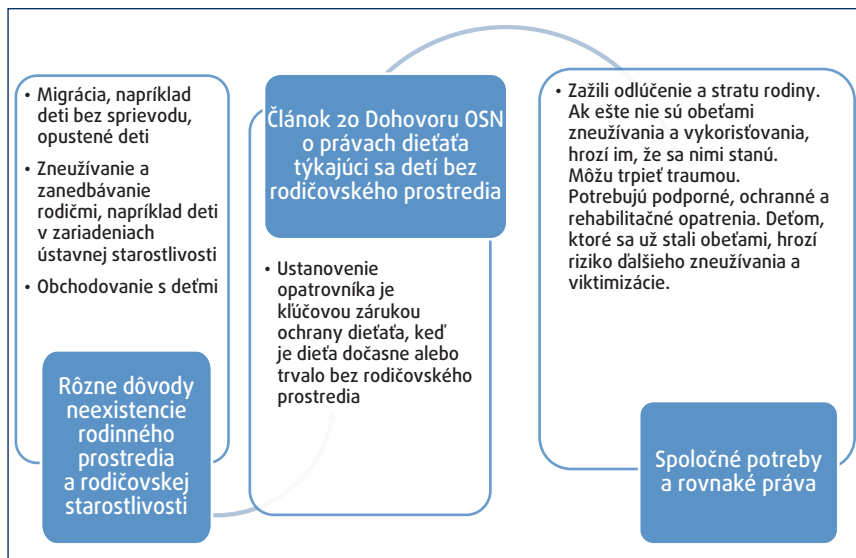 • Migrácia, napríklad
deti bez sprievodu,
opustené deti
• Zneužívanie a
zanedbávanie
rodičmi, napríklad deti
v zariadeniach
ústavnej starostlivosti
• Obchodovanie s deťmi
Rôzne dôvody
neexistencie
rodinného
prostredia
a rodičovskej
starostlivosti
Článok 20 Dohovoru OSN
o právach dieťaťa
týkajúci sa detí bez
rodičovského prostredia
• Ustanovenie
opatrovníka je
kľúčovou zárukou
ochrany dieťaťa, keď
je dieťa dočasne alebo
trvalo bez rodičovského
prostredia
• Zažili odlúčenie a stratu rodiny.
Ak ešte nie sú obeťami
zneužívania a vykorisťovania,
hrozí im, že sa nimi stanú.
Môžu trpieť traumou.
Potrebujú podporné, ochranné a
rehabilitačné opatrenia. Deťom,
ktoré sa už stali obeťami, hrozí
riziko ďalšieho zneužívania a
viktimizácie.
Spoločné potreby
a rovnaké práva